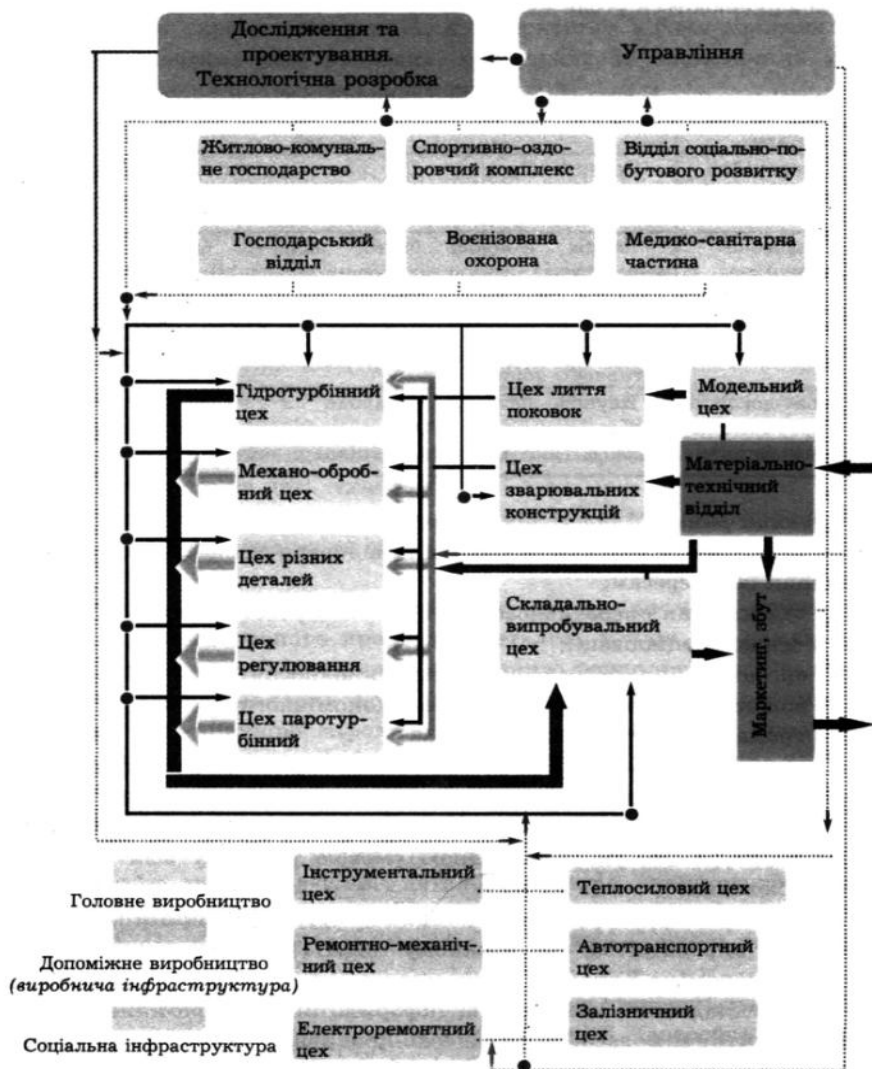 Дослідження та
проектування.
Технологічна розробка
Управління
Житлово-комуналь-
не господарство
Спортивно-оздо-
ровчий комплекс
Відділ соціально-по-
бутового розвитку
Господарський
відділ
Воєнізована
охорона
Медико-санітарна
частина
Гідротурбінний
цех
Цех лиття
поковок
Модельний
цех
Механо-оброб-
ний цех
Цех
зварювальних
конструкцій
Матеріально-
технічний
відділ
Цех різних
деталей
Складально-
випробувальний
цех
Маркетинг, збут
Цех
регулювання
Цех паротур-
бінний
Головне виробництво
Допоміжне виробництво
(виробнича інфраструктура)
Соціальна інфраструктура
Інструментальний
цех
Теплосиловий цех
Ремонтно-механіч-
ний цех
Автотранспортний
цех
Електроремонтний
цех
Залізничний
цех